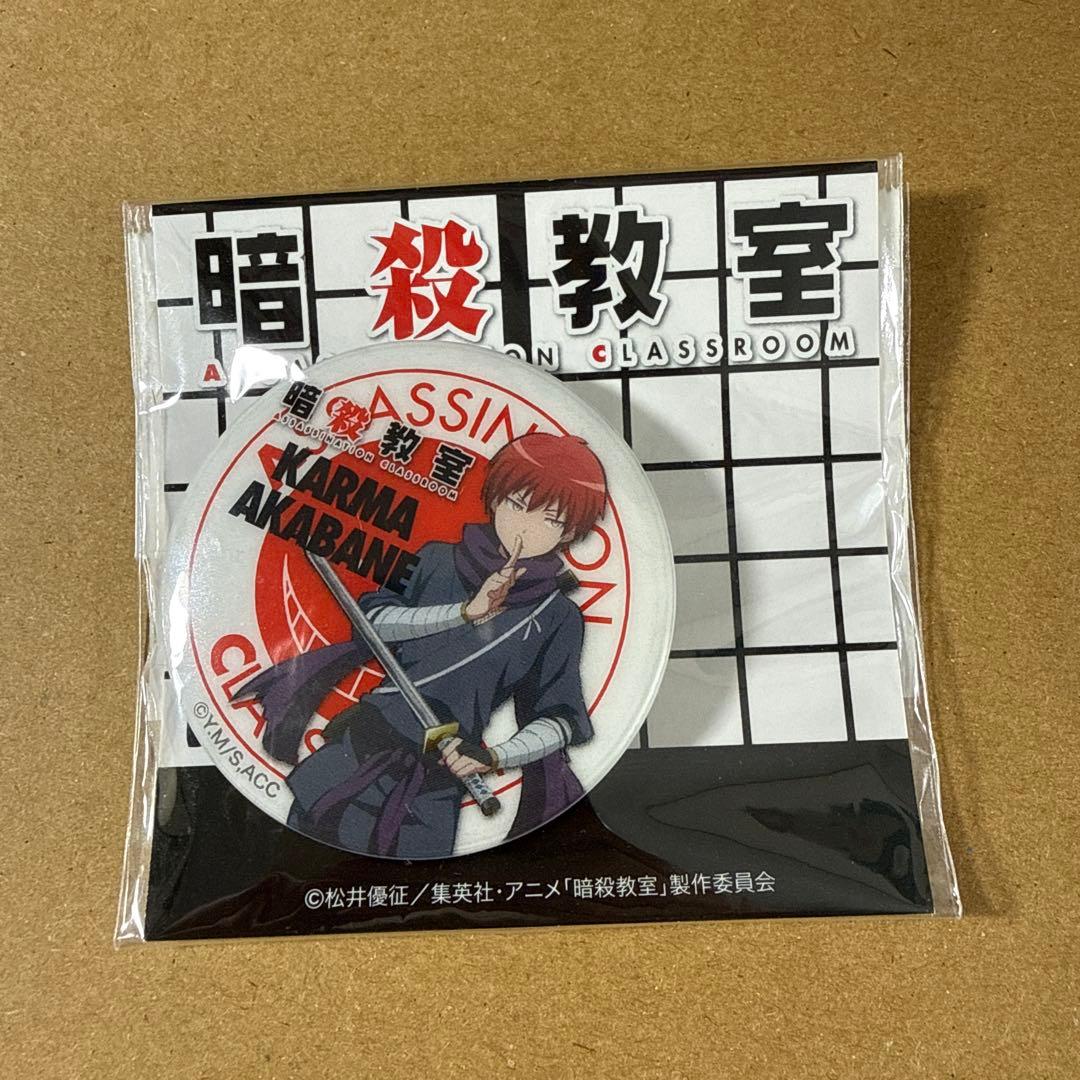 暗殺教室
CLASSROOM
暗殺教室
ASSASSINATION CLASSROOM
KARMA
AKABANE
©Y.M/S,ACC
©松井優征／集英社・アニメ「暗殺教室」製作委員会